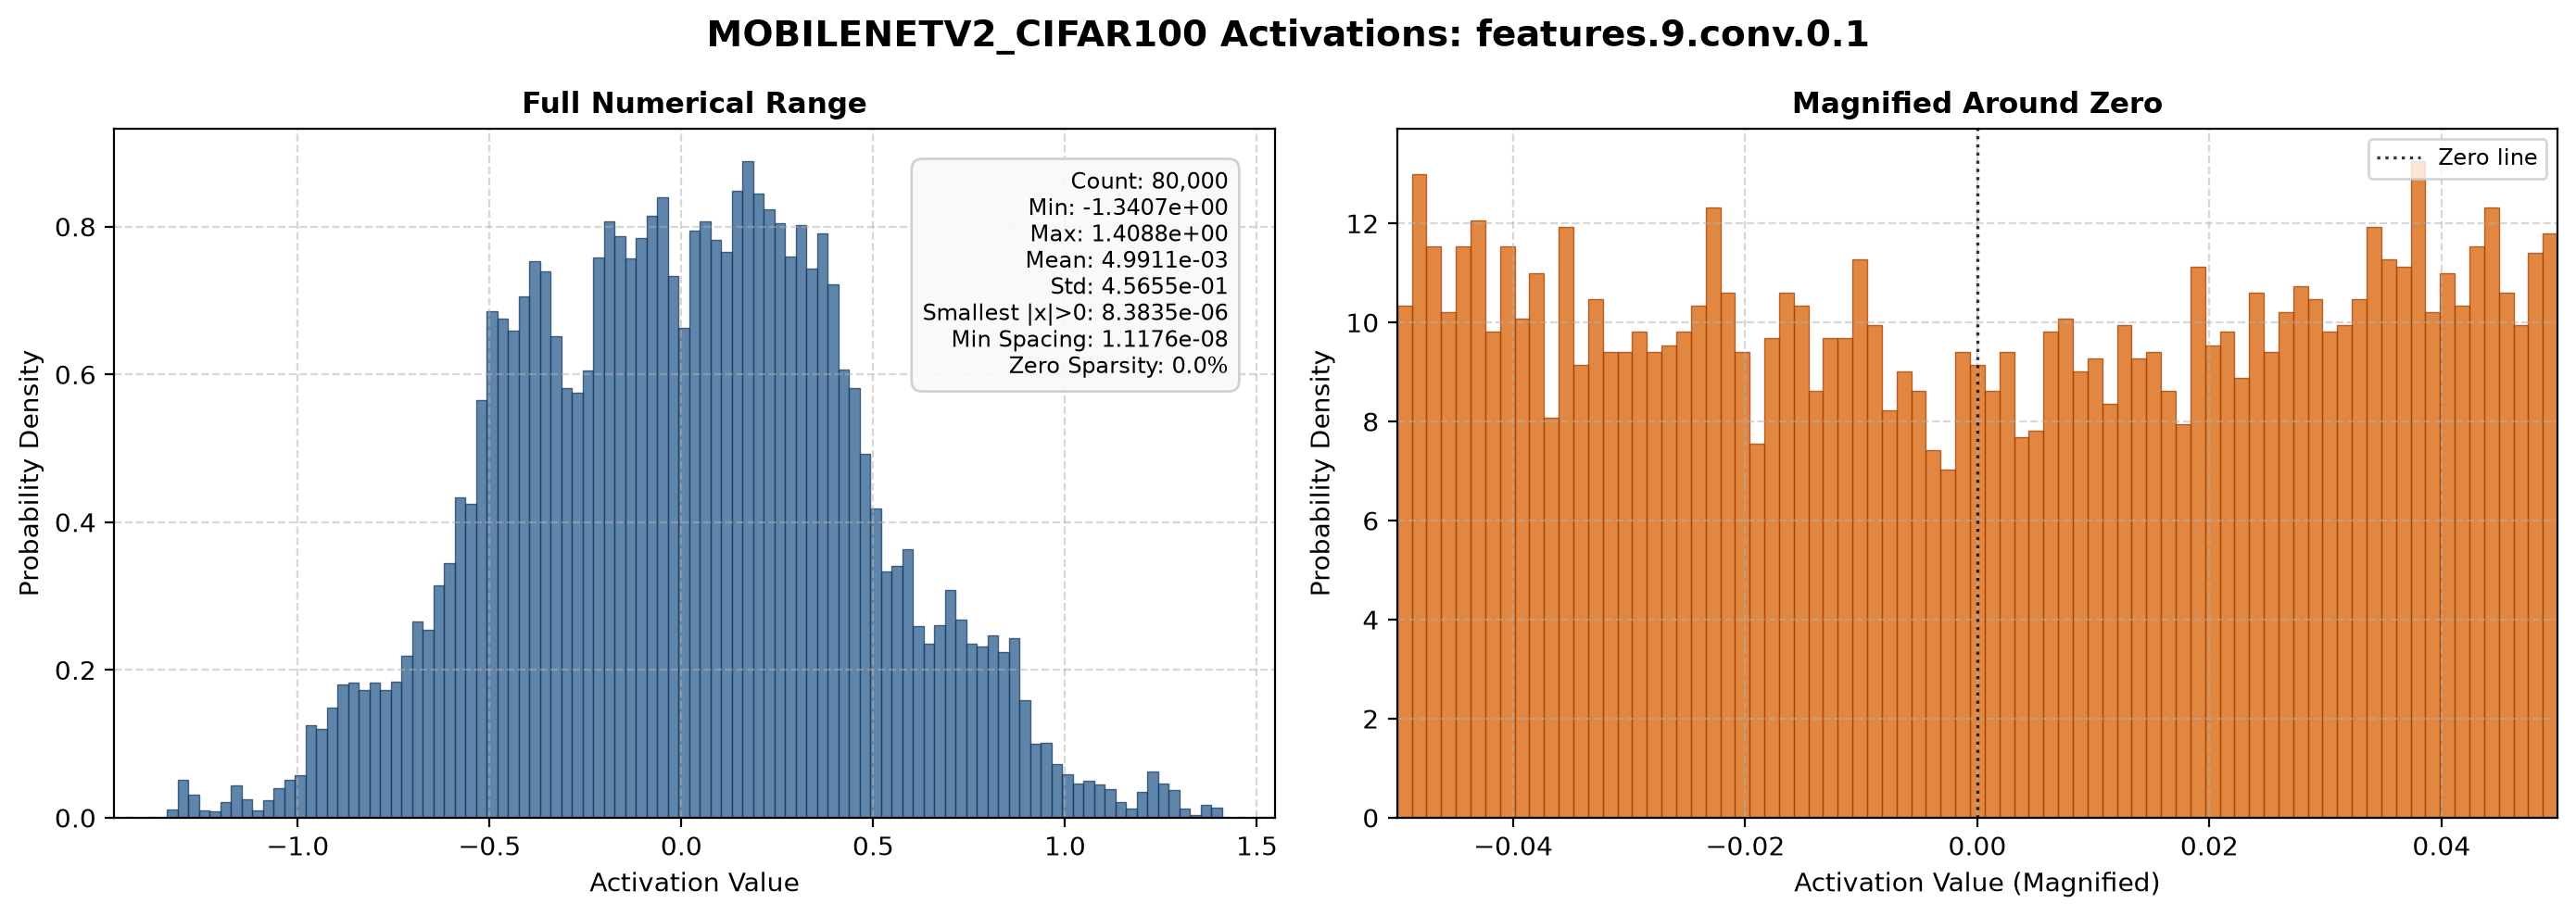 MOBILENETV2_CIFAR100 Activations: features.9.conv.0.1
Full Numerical Range
Probability Density
0.8
0.6
0.4
0.2
0.0
Count: 80,000
Min: -1.3407e+00
Max: 1.4088e+00
Mean: 4.9911e-03
Std: 4.5655e-01
Smallest |x|>0: 8.3835e-06
Min Spacing: 1.1176e-08
Zero Sparsity: 0.0%
−1.0 −0.5 0.0 0.5 1.0 1.5
Activation Value
Magnified Around Zero
Probability Density
Zero line
12
10
8
6
4
2
0
−0.04 −0.02 0.00 0.02 0.04
Activation Value (Magnified)